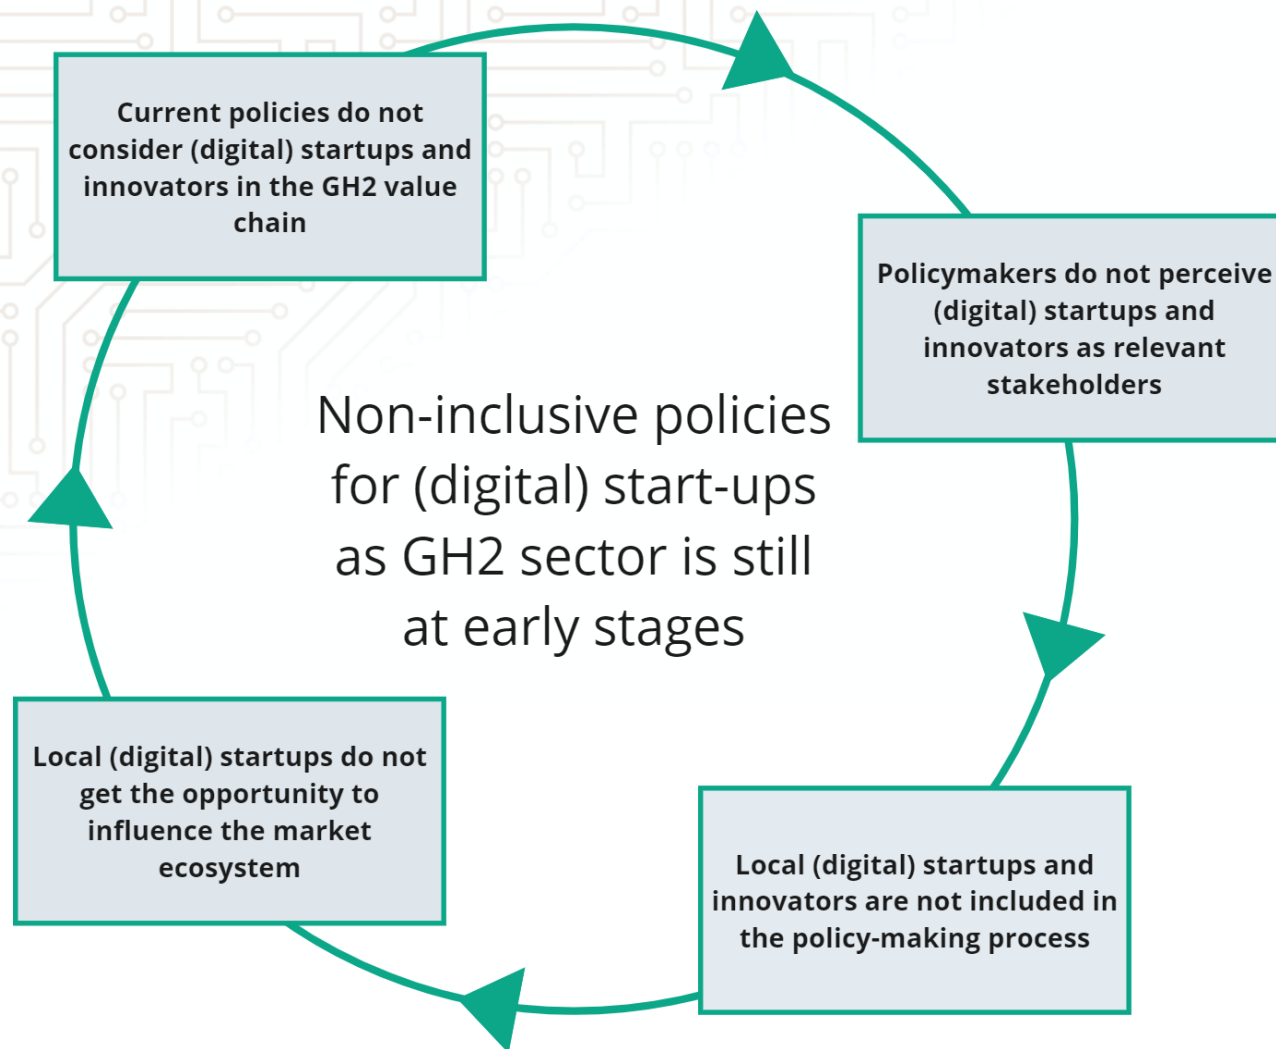 Current policies do not
consider (digital) startups and
innovators in the GH2 value
chain
Policymakers do not perceive
(digital) startups and
innovators as relevant
stakeholders
Non-inclusive policies
for (digital) start-ups
as GH2 sector is still
at early stages
Local (digital) startups do not
get the opportunity to
influence the market
ecosystem
Local (digital) startups and
innovators are not included in
the policy-making process